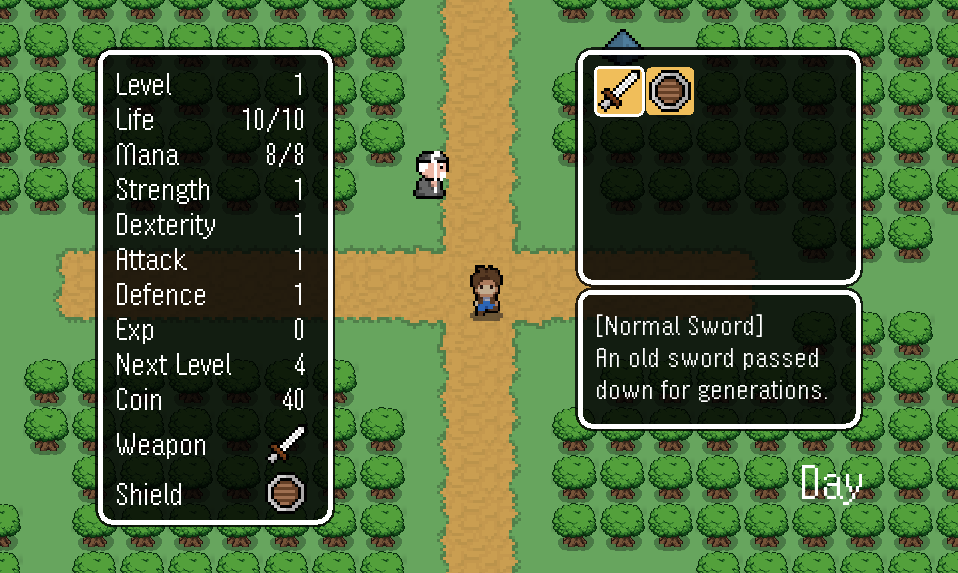 Level 1
Life 10/10
Mana 8/8
Strength 1
Dexterity 1
Attack 1
Defence 1
Exp 0
Next Level 4
Coin 40
Weapon
Shield
[Normal Sword]
An old sword passed
down for generations.
Day